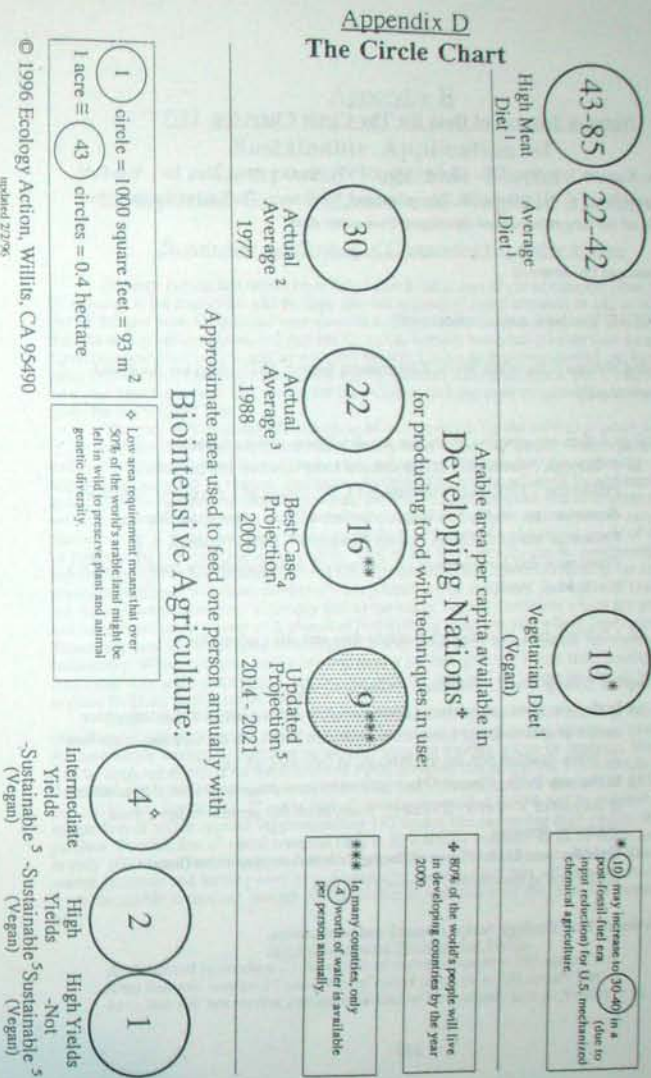 Appendix D
The Circle Chart
43-85
High Meat
Diet 1
22-42
Average
Diet 1
10*
Vegetarian Diet 1
(Vegan)
* 10 may increase to 30-40 in a
post-fossil-fuel era (due to
input reduction) for U.S. mechanized
chemical agriculture.
Arable area per capita available in
Developing Nations✣
for producing food with techniques in use:
30
Actual
Average 2
1977
22
Actual
Average 3
1988
16**
Best Case
Projection 4
2000
9***
Updated
Projection 5
2014 - 2021
✣ 80% of the world's people will live
in developing countries by the year
2000.
*** In many countries, only
4 worth of water is available
per person annually.
Approximate area used to feed one person annually with
Biointensive Agriculture:
4❖
Intermediate
Yields
-Sustainable 5
(Vegan)
2
High
Yields
-Sustainable 5
(Vegan)
1
High Yields
-Not
Sustainable 5
(Vegan)
1 circle = 1000 square feet = 93 m 2
1 acre ≅ 43 circles = 0.4 hectare
❖ Low area requirement means that over
50% of the world's arable land might be
left in wild to preserve plant and animal
genetic diversity.
© 1996 Ecology Action, Willits, CA 95490
updated 2/2/96